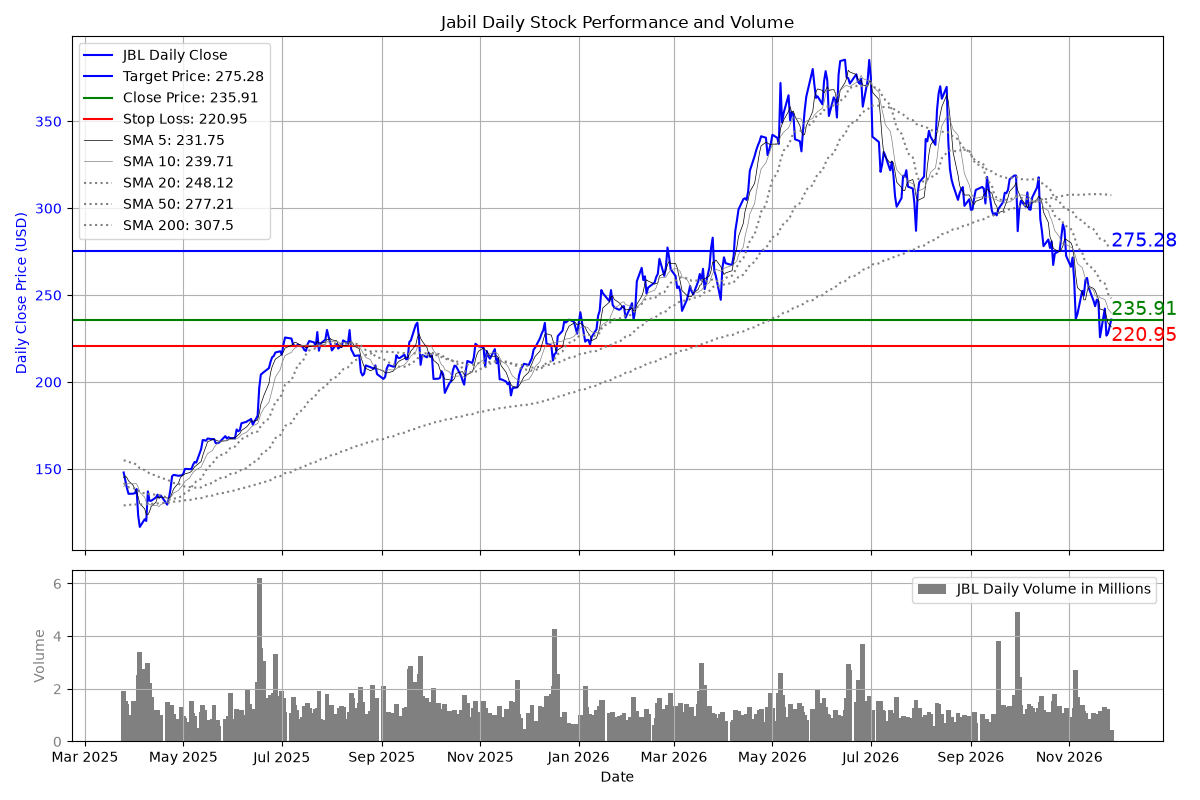 Jabil Daily Stock Performance and Volume
JBL Daily Close
Target Price: 275.28
Close Price: 235.91
Stop Loss: 220.95
SMA 5: 231.75
SMA 10: 239.71
SMA 20: 248.12
SMA 50: 277.21
SMA 200: 307.5
Daily Close Price (USD)
350
300
250
200
150
275.28
235.91
220.95
JBL Daily Volume in Millions
Volume
6
4
2
0
Mar 2025 May 2025 Jul 2025 Sep 2025 Nov 2025 Jan 2026 Mar 2026 May 2026 Jul 2026 Sep 2026 Nov 2026
Date